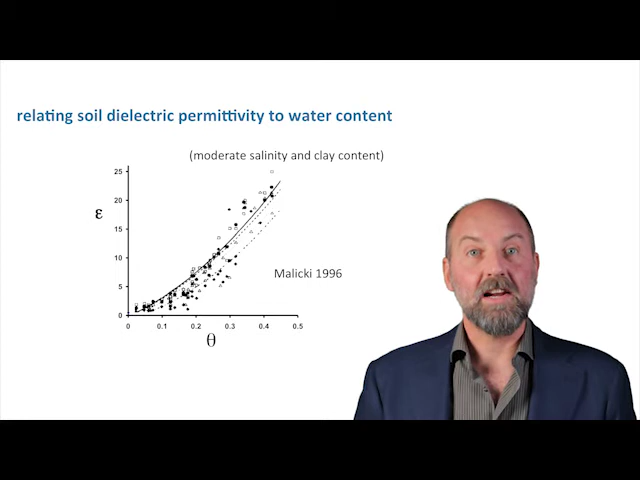 relating soil dielectric permittivity to water content
(moderate salinity and clay content)
25
20
ε
15
10
Malicki 1996
5
0
0 0.1 0.2 0.3 0.4 0.5
θ